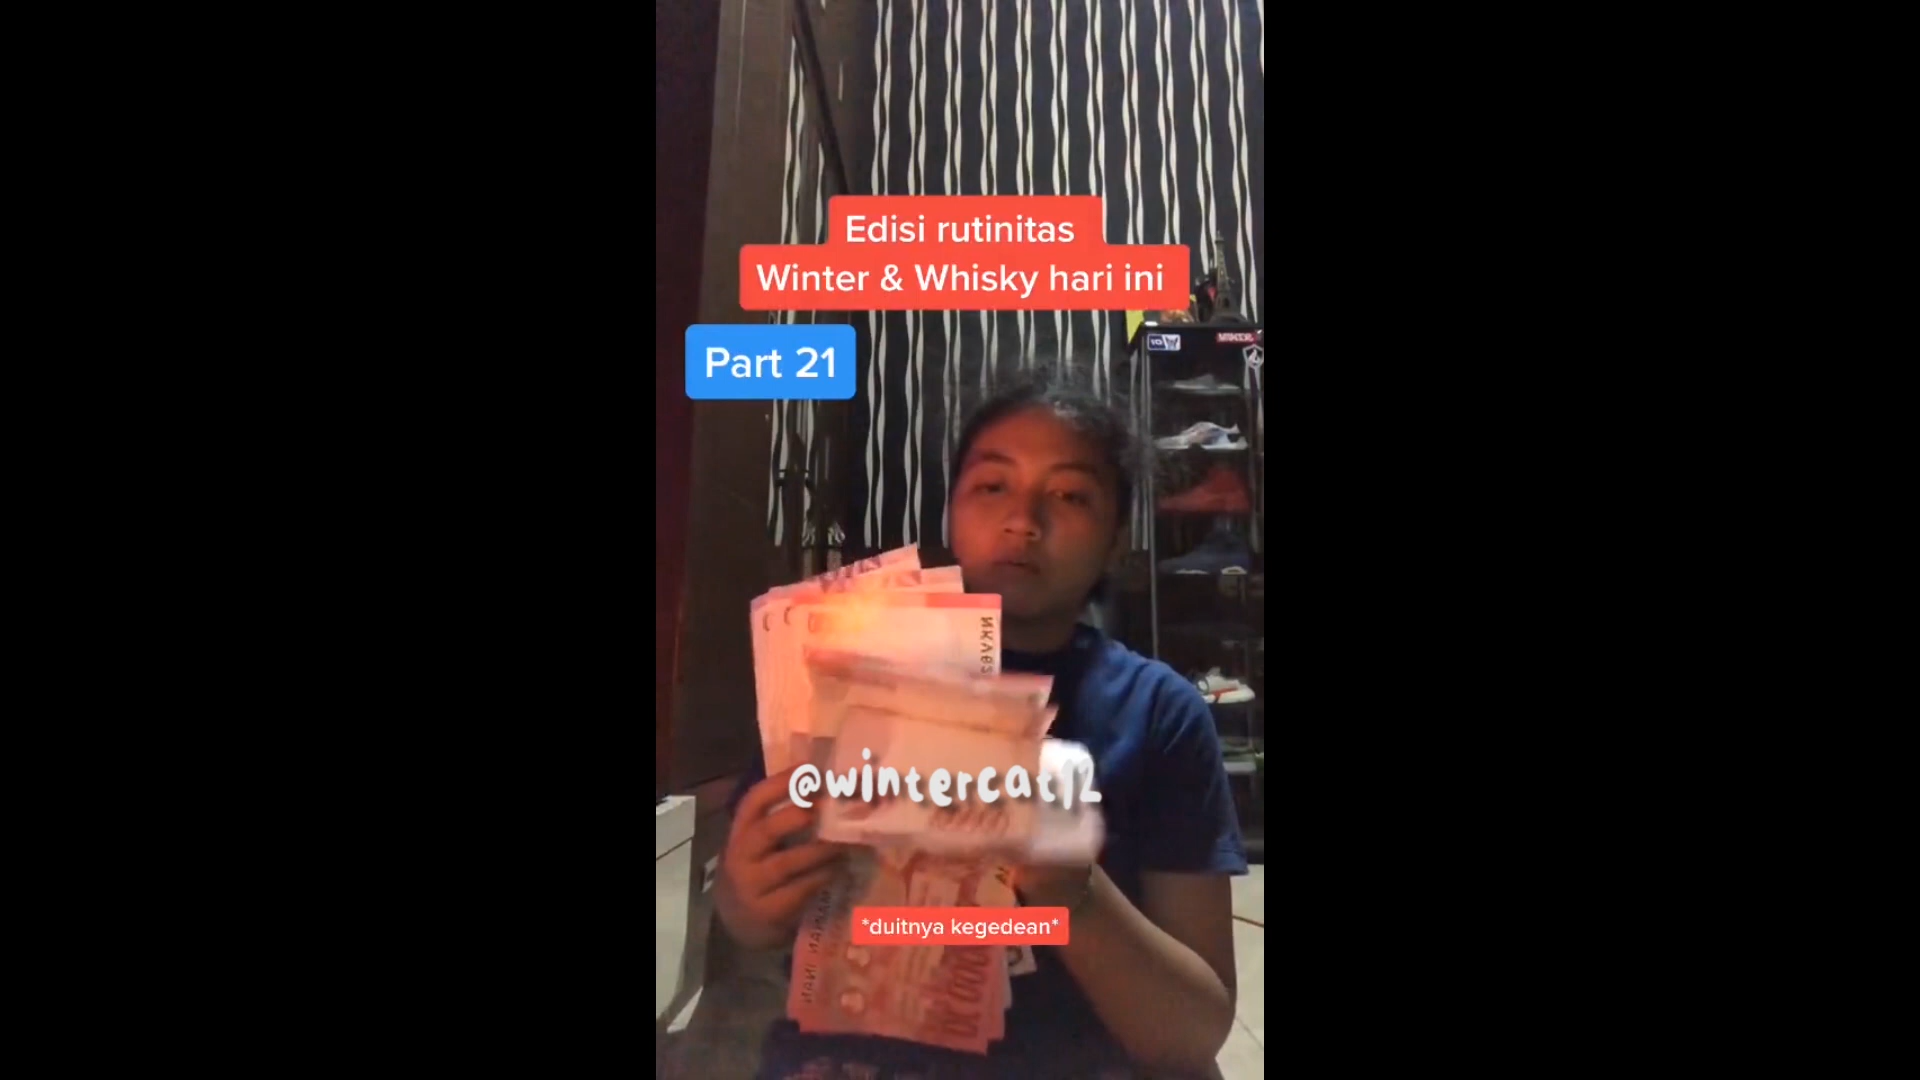 Edisi rutinitas
Winter & Whisky hari ini
Part 21
@wintercat12
*duitnya kegedean*